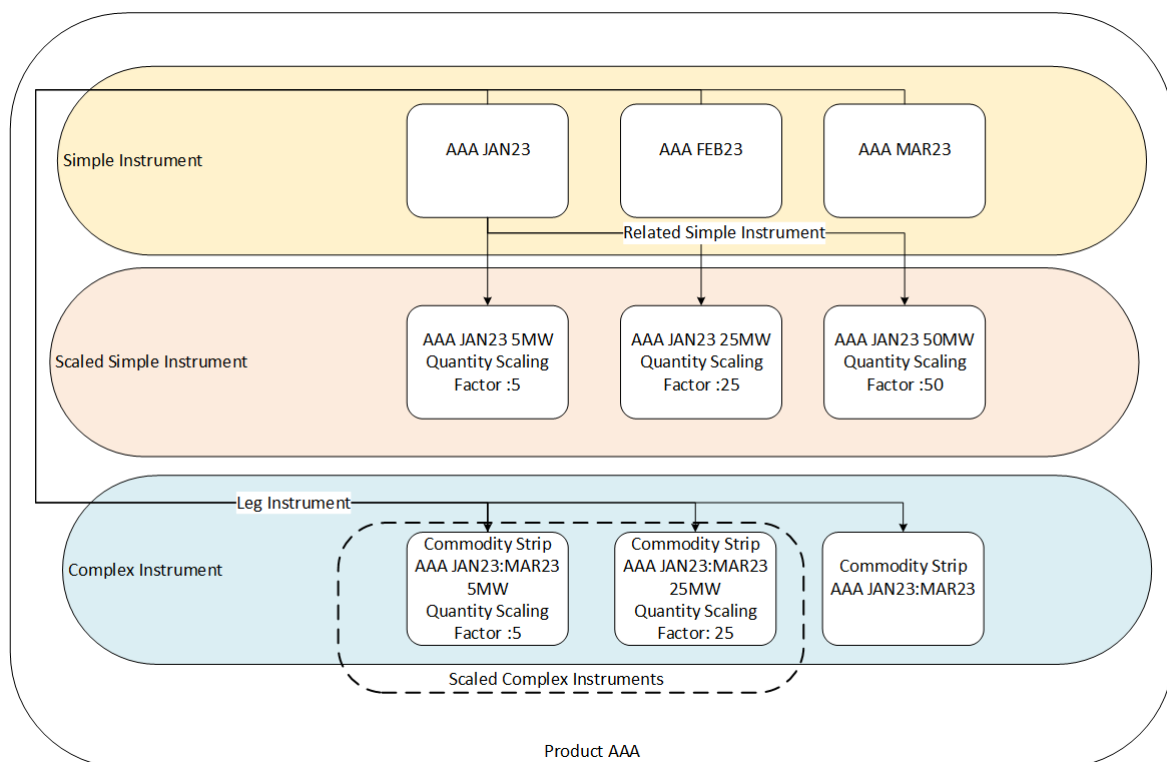 Simple Instrument
AAA JAN23
AAA FEB23
AAA MAR23
Related Simple Instrument
Scaled Simple Instrument
AAA JAN23 5MW
Quantity Scaling
Factor :5
AAA JAN23 25MW
Quantity Scaling
Factor :25
AAA JAN23 50MW
Quantity Scaling
Factor :50
Leg Instrument
Complex Instrument
Commodity Strip
AAA JAN23:MAR23
5MW
Quantity Scaling
Factor :5
Commodity Strip
AAA JAN23:MAR23
25MW
Quantity Scaling
Factor: 25
Commodity Strip
AAA JAN23:MAR23
Scaled Complex Instruments
Product AAA